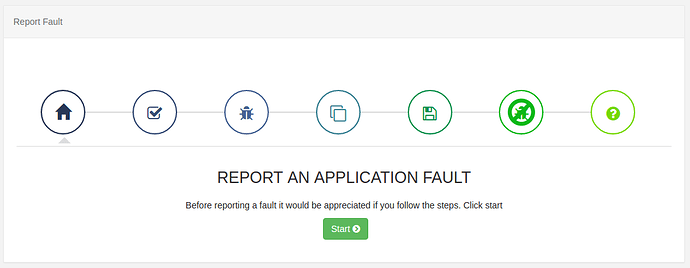 Report Fault
REPORT AN APPLICATION FAULT
Before reporting a fault it would be appreciated if you follow the steps. Click start
Start